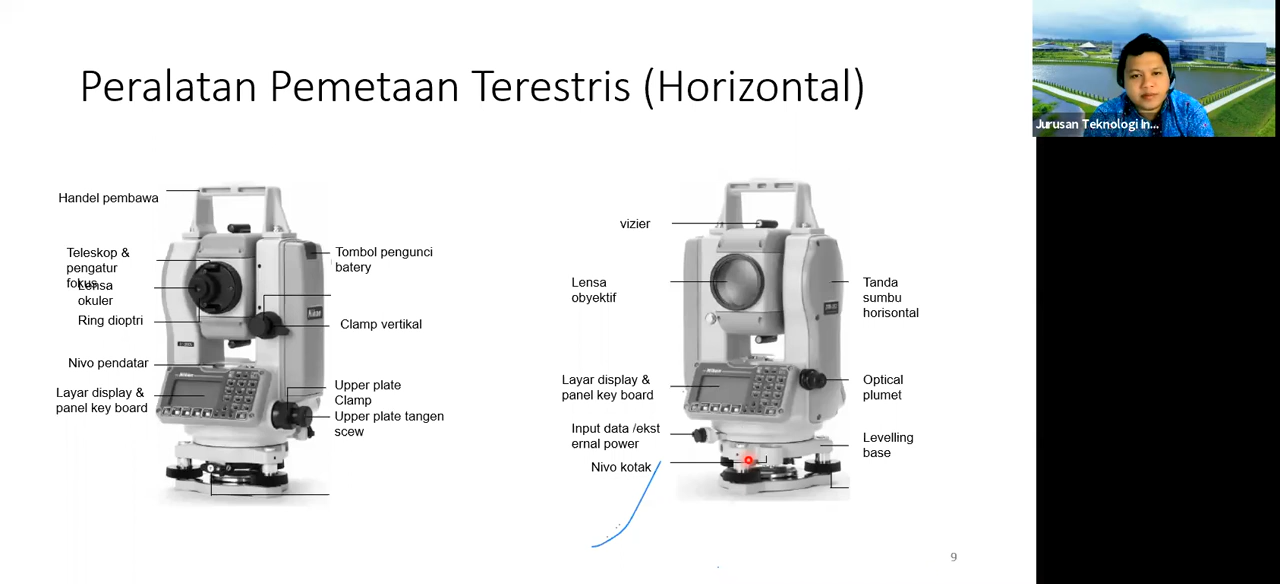 Peralatan Pemetaan Terestris (Horizontal)
Jurusan Teknologi In...
Handel pembawa
Teleskop &
pengatur
fokus
Lensa
okuler
Ring dioptri
Nivo pendatar
Layar display &
panel key board
Tombol pengunci
batery
Clamp vertikal
Upper plate
Clamp
Upper plate tangen
scew
vizier
Lensa
obyektif
Layar display &
panel key board
Input data /ekst
ernal power
Nivo kotak
Tanda
sumbu
horisontal
Optical
plumet
Levelling
base
Nikon
Nikon
Nikon
9